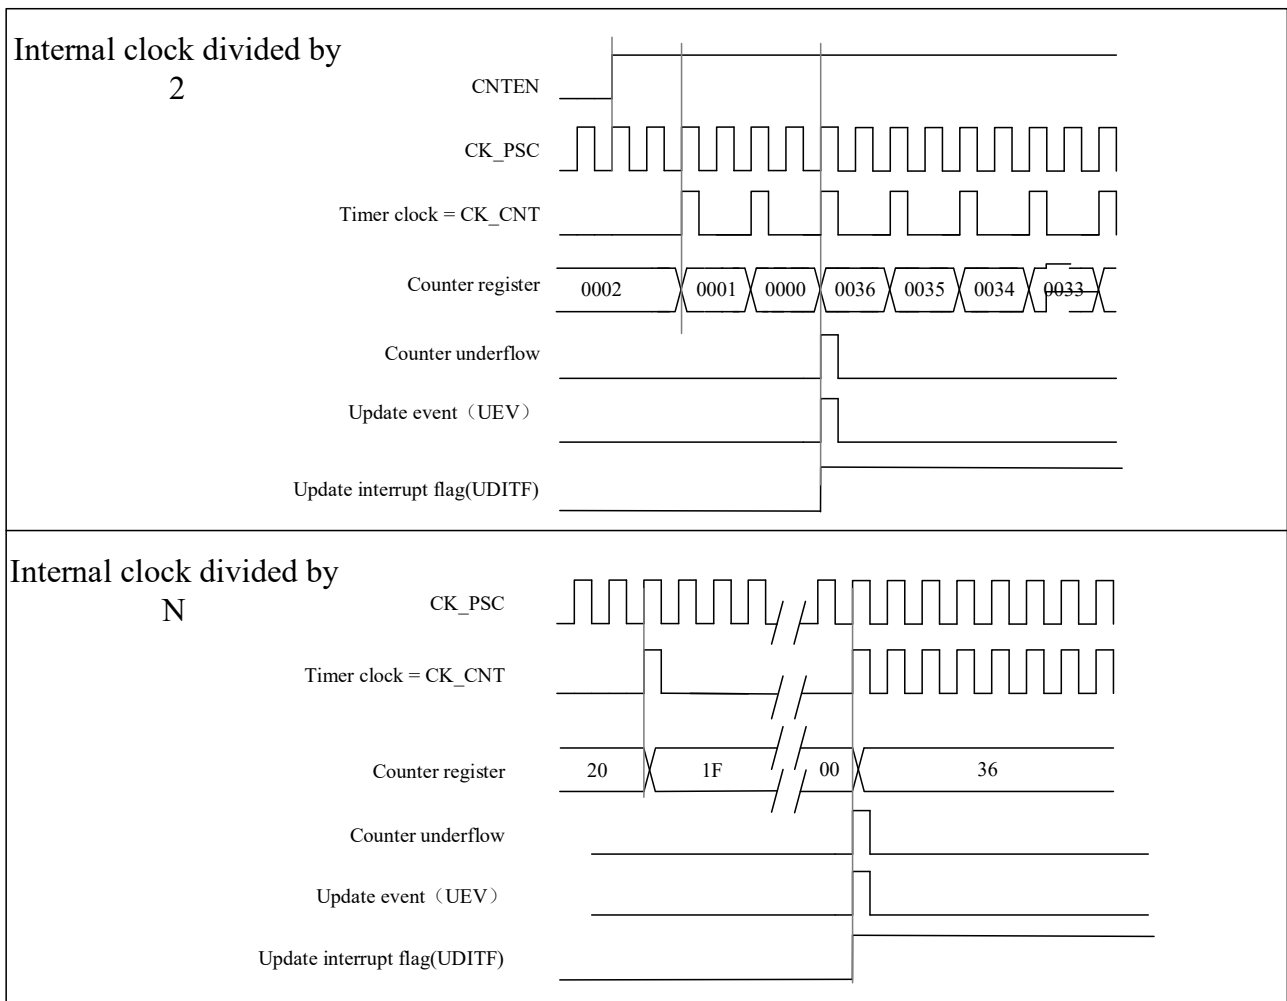 Internal clock divided by
2
CNTEN
CK_PSC
Timer clock = CK_CNT
Counter register
0002 0001 0000 0036 0035 0034 0033
Counter underflow
Update event（UEV）
Update interrupt flag(UDITF)
Internal clock divided by
N
CK_PSC
Timer clock = CK_CNT
Counter register
20 1F 00 36
Counter underflow
Update event（UEV）
Update interrupt flag(UDITF)